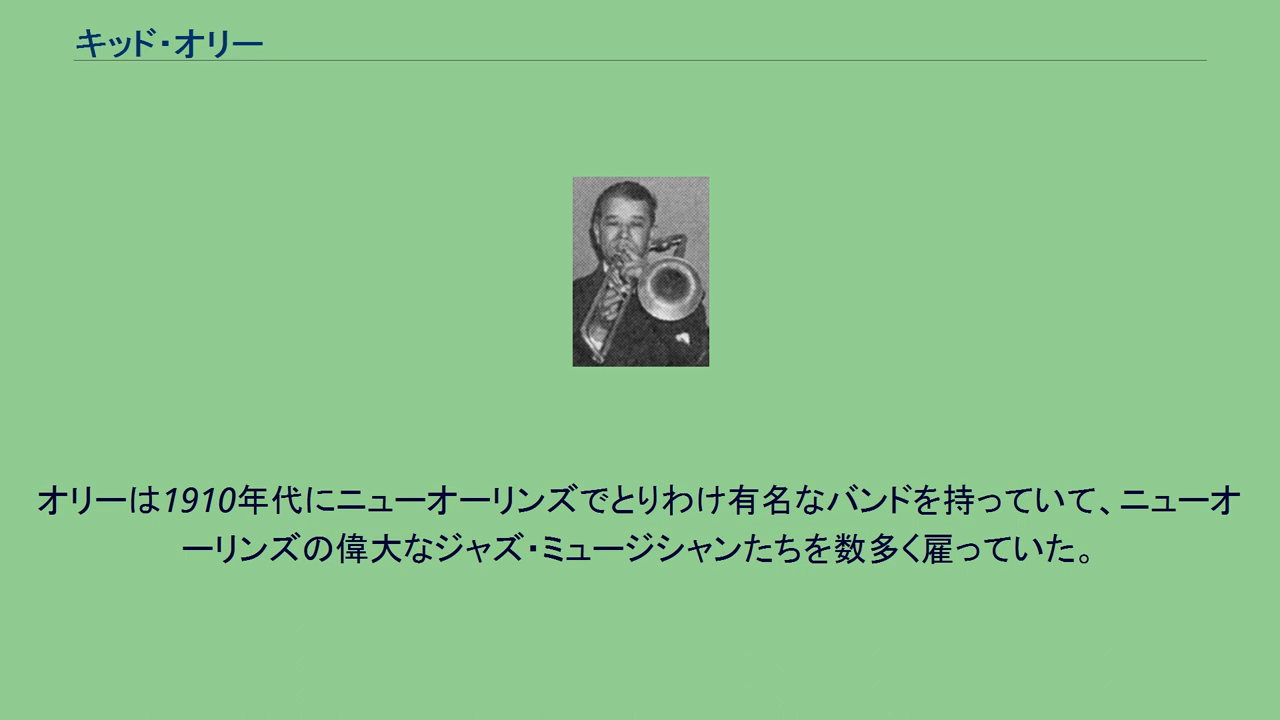 キッド・オリー
オリーは1910年代にニューオーリンズでとりわけ有名なバンドを持っていて、ニューオ
ーリンズの偉大なジャズ・ミュージシャンたちを数多く雇っていた。